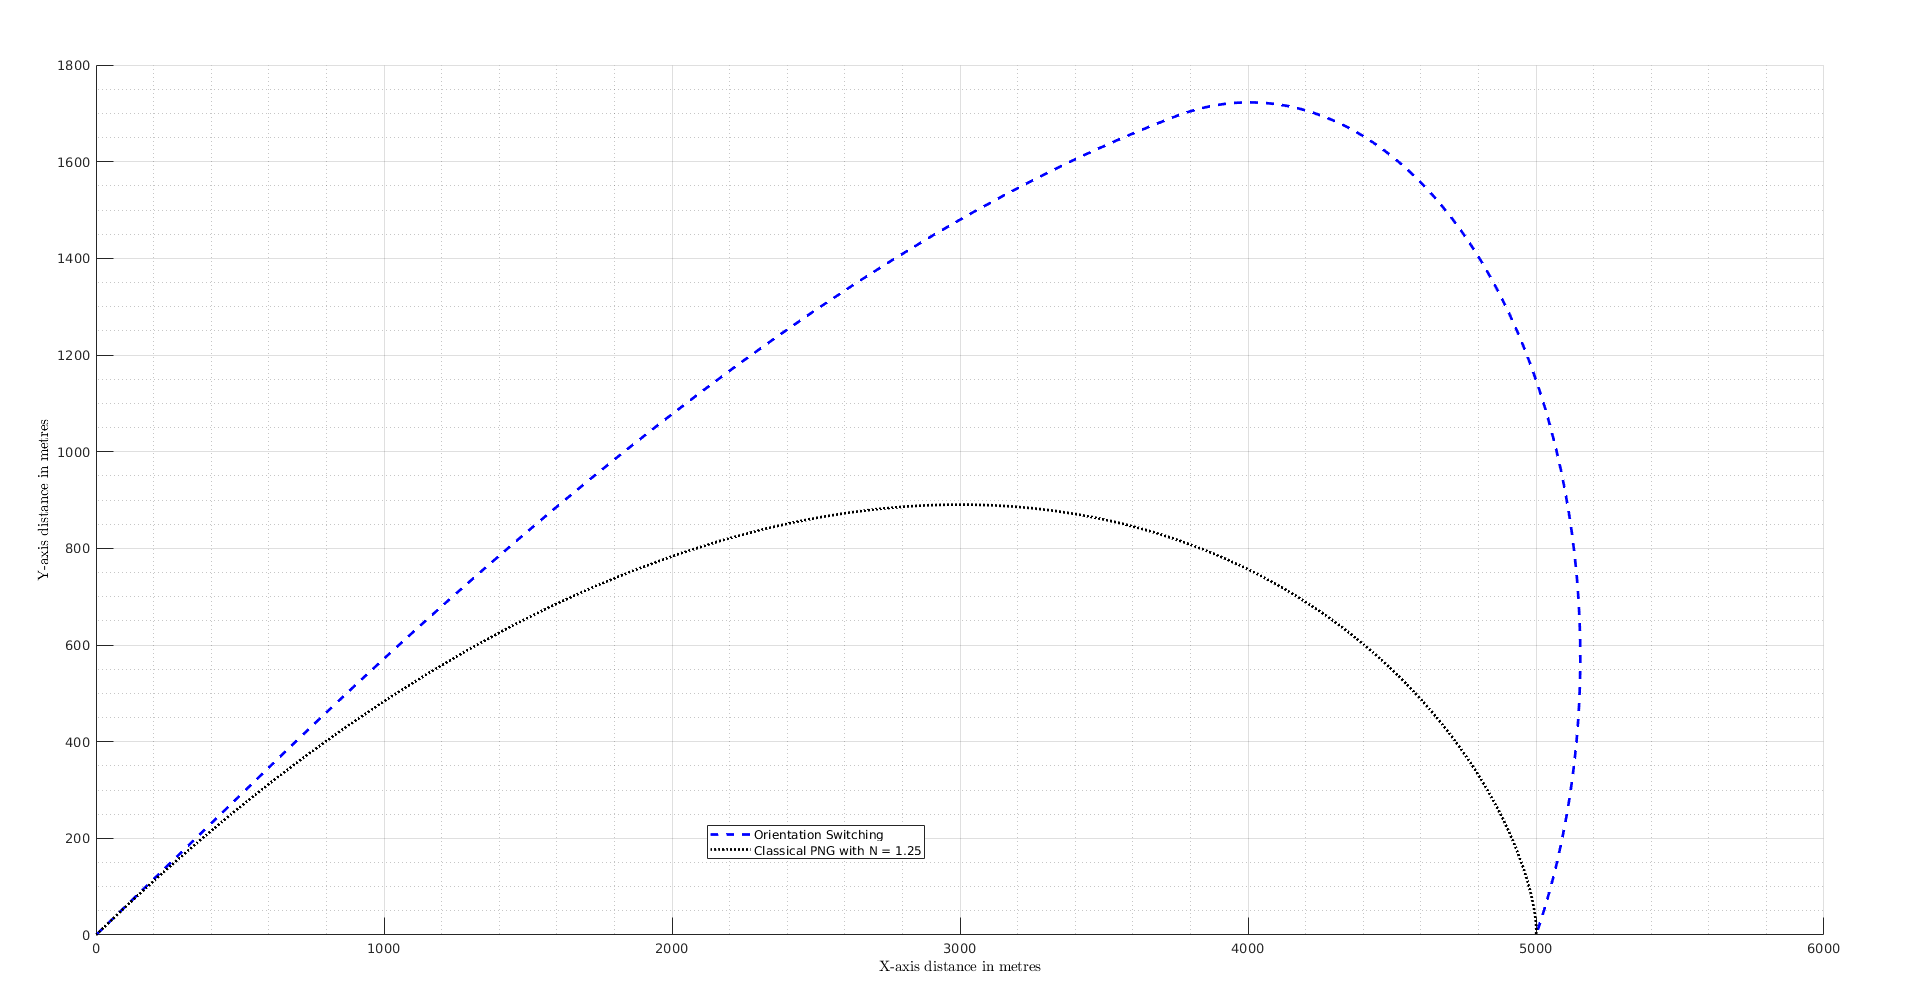 1800
1600
1400
1200
1000
800
600
400
200
0
Y-axis distance in metres
Orientation Switching
Classical PNG with N = 1.25
0 1000 2000 3000 4000 5000 6000
X-axis distance in metres